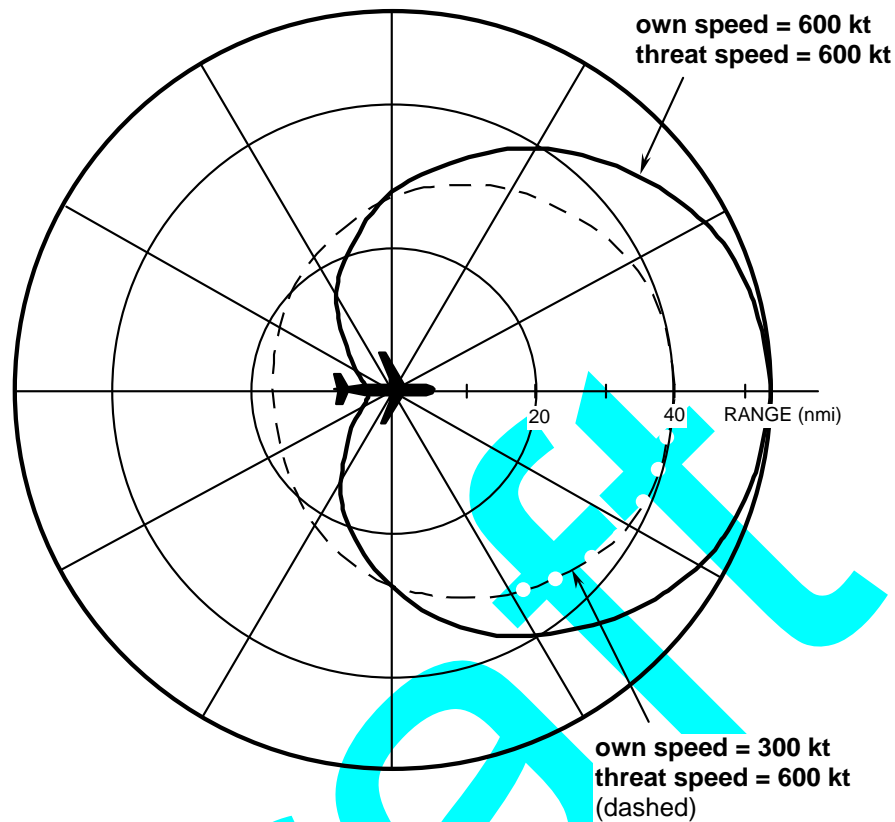 own speed = 600 kt
threat speed = 600 kt
20
40
RANGE (nmi)
own speed = 300 kt
threat speed = 600 kt
(dashed)